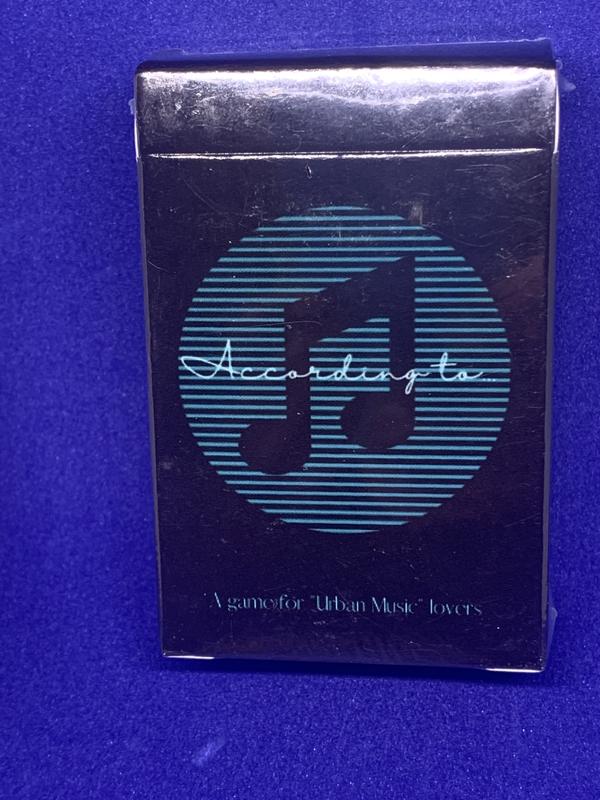 According to...
A game for "Urban Music" lovers